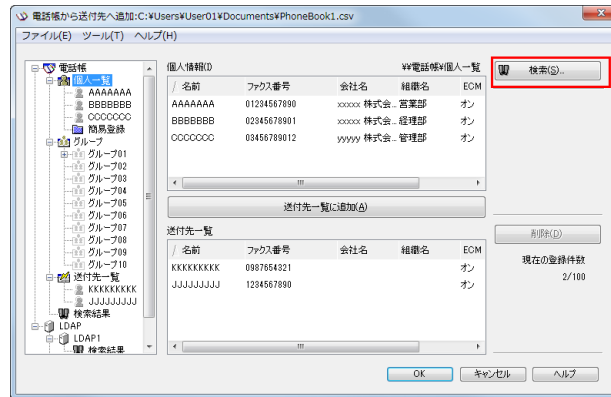 電話帳から送付先へ追加:C:¥Users¥User01¥Documents¥PhoneBook1.csv
ファイル(E) ツール(T) ヘルプ(H)
電話帳
個人一覧
AAAAAAA
BBBBBBB
CCCCCCC
簡易登録
グループ
グループ01
グループ02
グループ03
グループ04
グループ05
グループ06
グループ07
グループ08
グループ09
グループ10
送付先一覧
KKKKKKKKK
JJJJJJJJJ
検索結果
LDAP
LDAP1
検索結果
個人情報(I) ¥¥電話帳¥個人一覧
/ 名前 ファクス番号 会社名 組織名 ECM
AAAAAAA 01234567890 xxxxx 株式会... 営業部 オン
BBBBBBB 02345678901 xxxxx 株式会... 経理部 オン
CCCCCCC 03456789012 yyyyy 株式会... 管理部 オン
送付先一覧に追加(A)
送付先一覧
/ 名前 ファクス番号 会社名 組織名 ECM
KKKKKKKKK 0987654321 オン
JJJJJJJJJ 1234567890 オン
検索(S)...
削除(D)
現在の登録件数
2/100
OK キャンセル ヘルプ